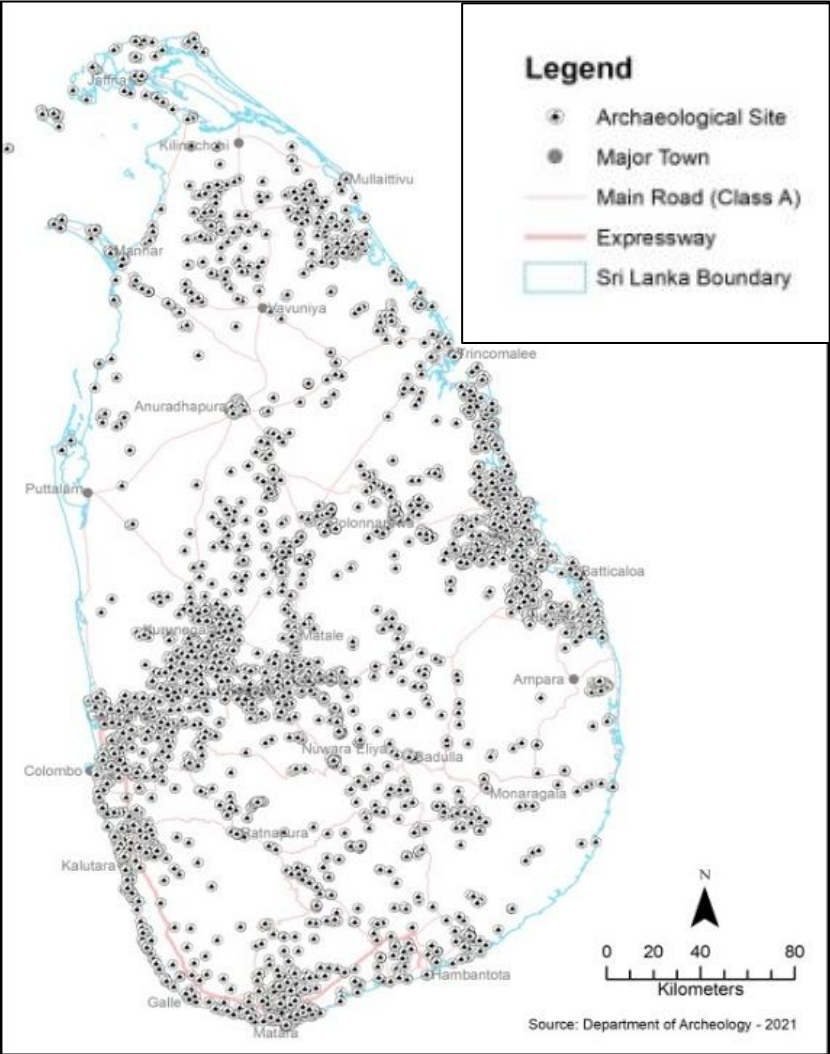 Legend
Archaeological Site
Major Town
Main Road (Class A)
Expressway
Sri Lanka Boundary
Jaffna
Kilinochchi
Mullaittivu
Mannar
Vavuniya
Trincomalee
Anuradhapura
Puttalam
Polonnaruwa
Batticaloa
Kurunegala
Matale
Ampara
Nuwara Eliya
Badulla
Colombo
Monaragala
Ratnapura
Kalutara
N
0 20 40 80
Kilometers
Hambantota
Galle
Source: Department of Archeology - 2021
Matara